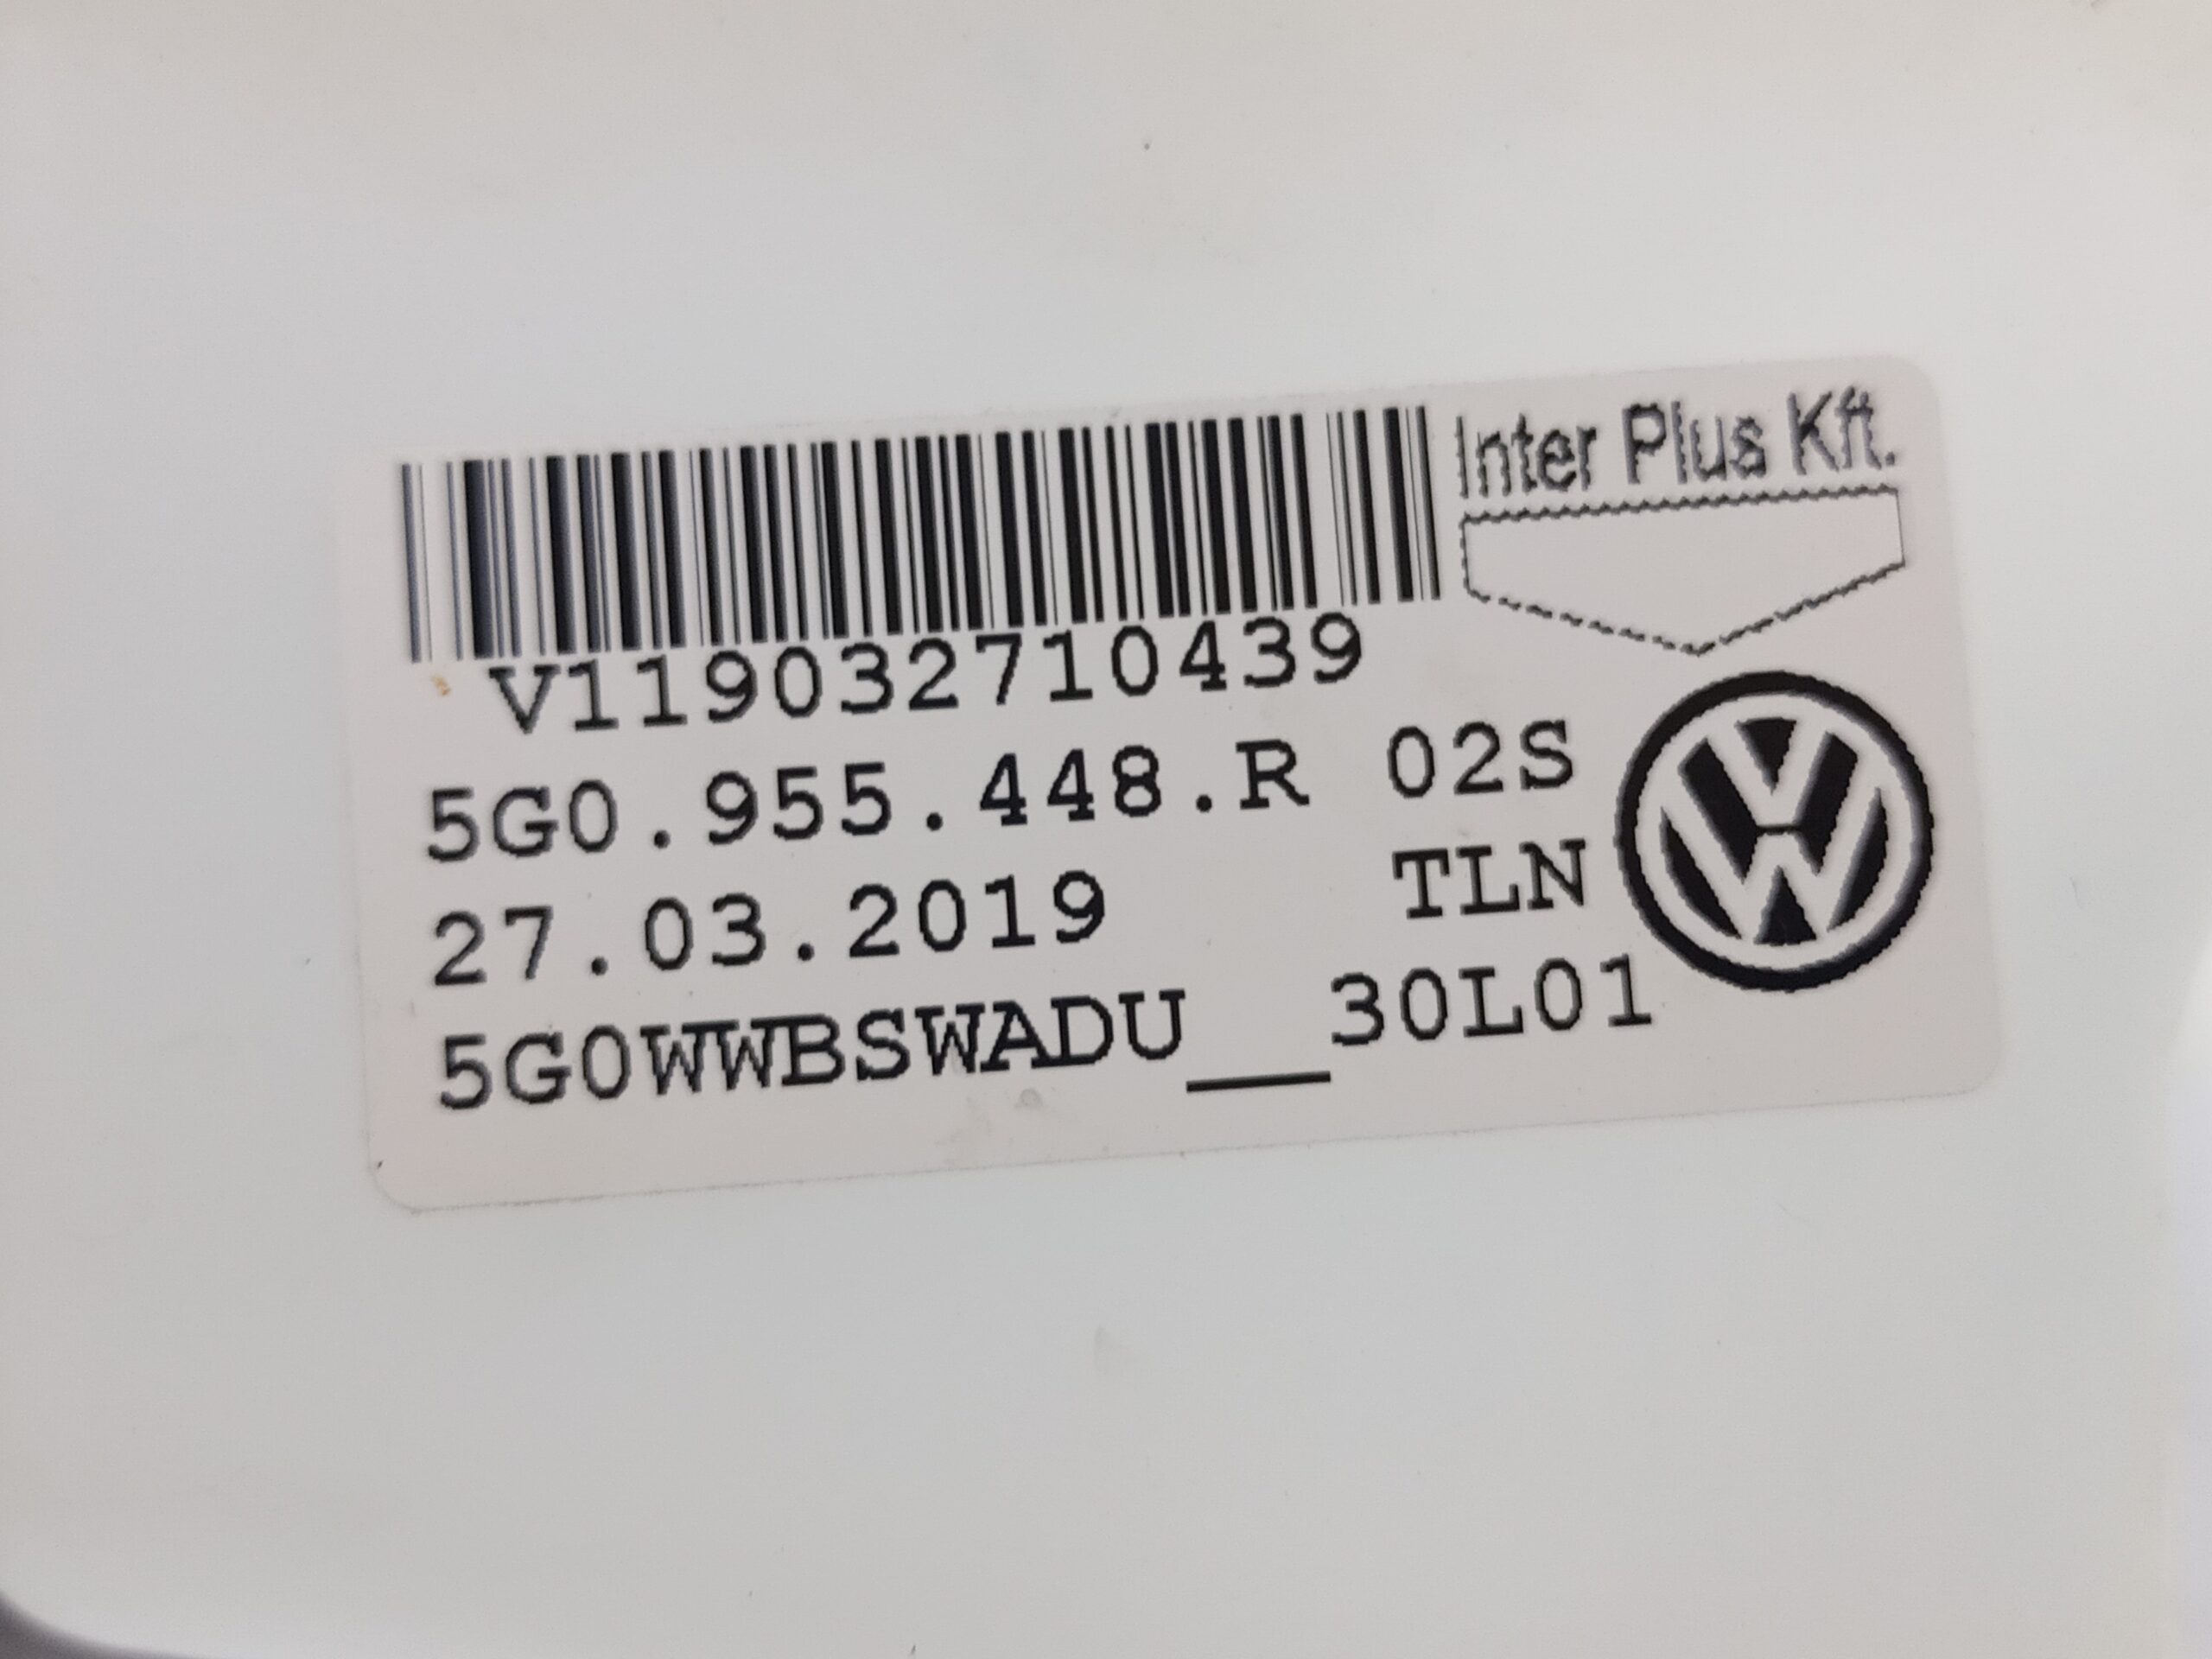 Inter Plus Kft.
V119032710439
5G0.955.448.R 02S
27.03.2019 TLN
5G0WWBSWADU__30L01